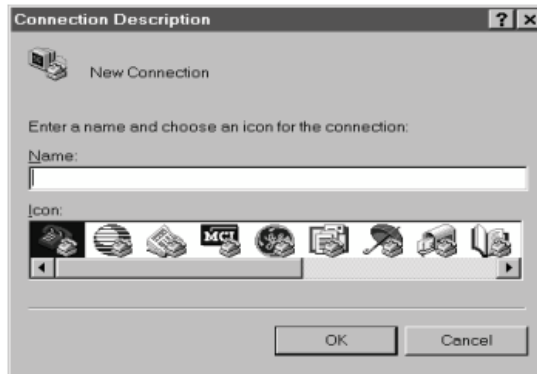 Connection Description
New Connection
Enter a name and choose an icon for the connection:
Name:
Icon:
MCI
OK Cancel